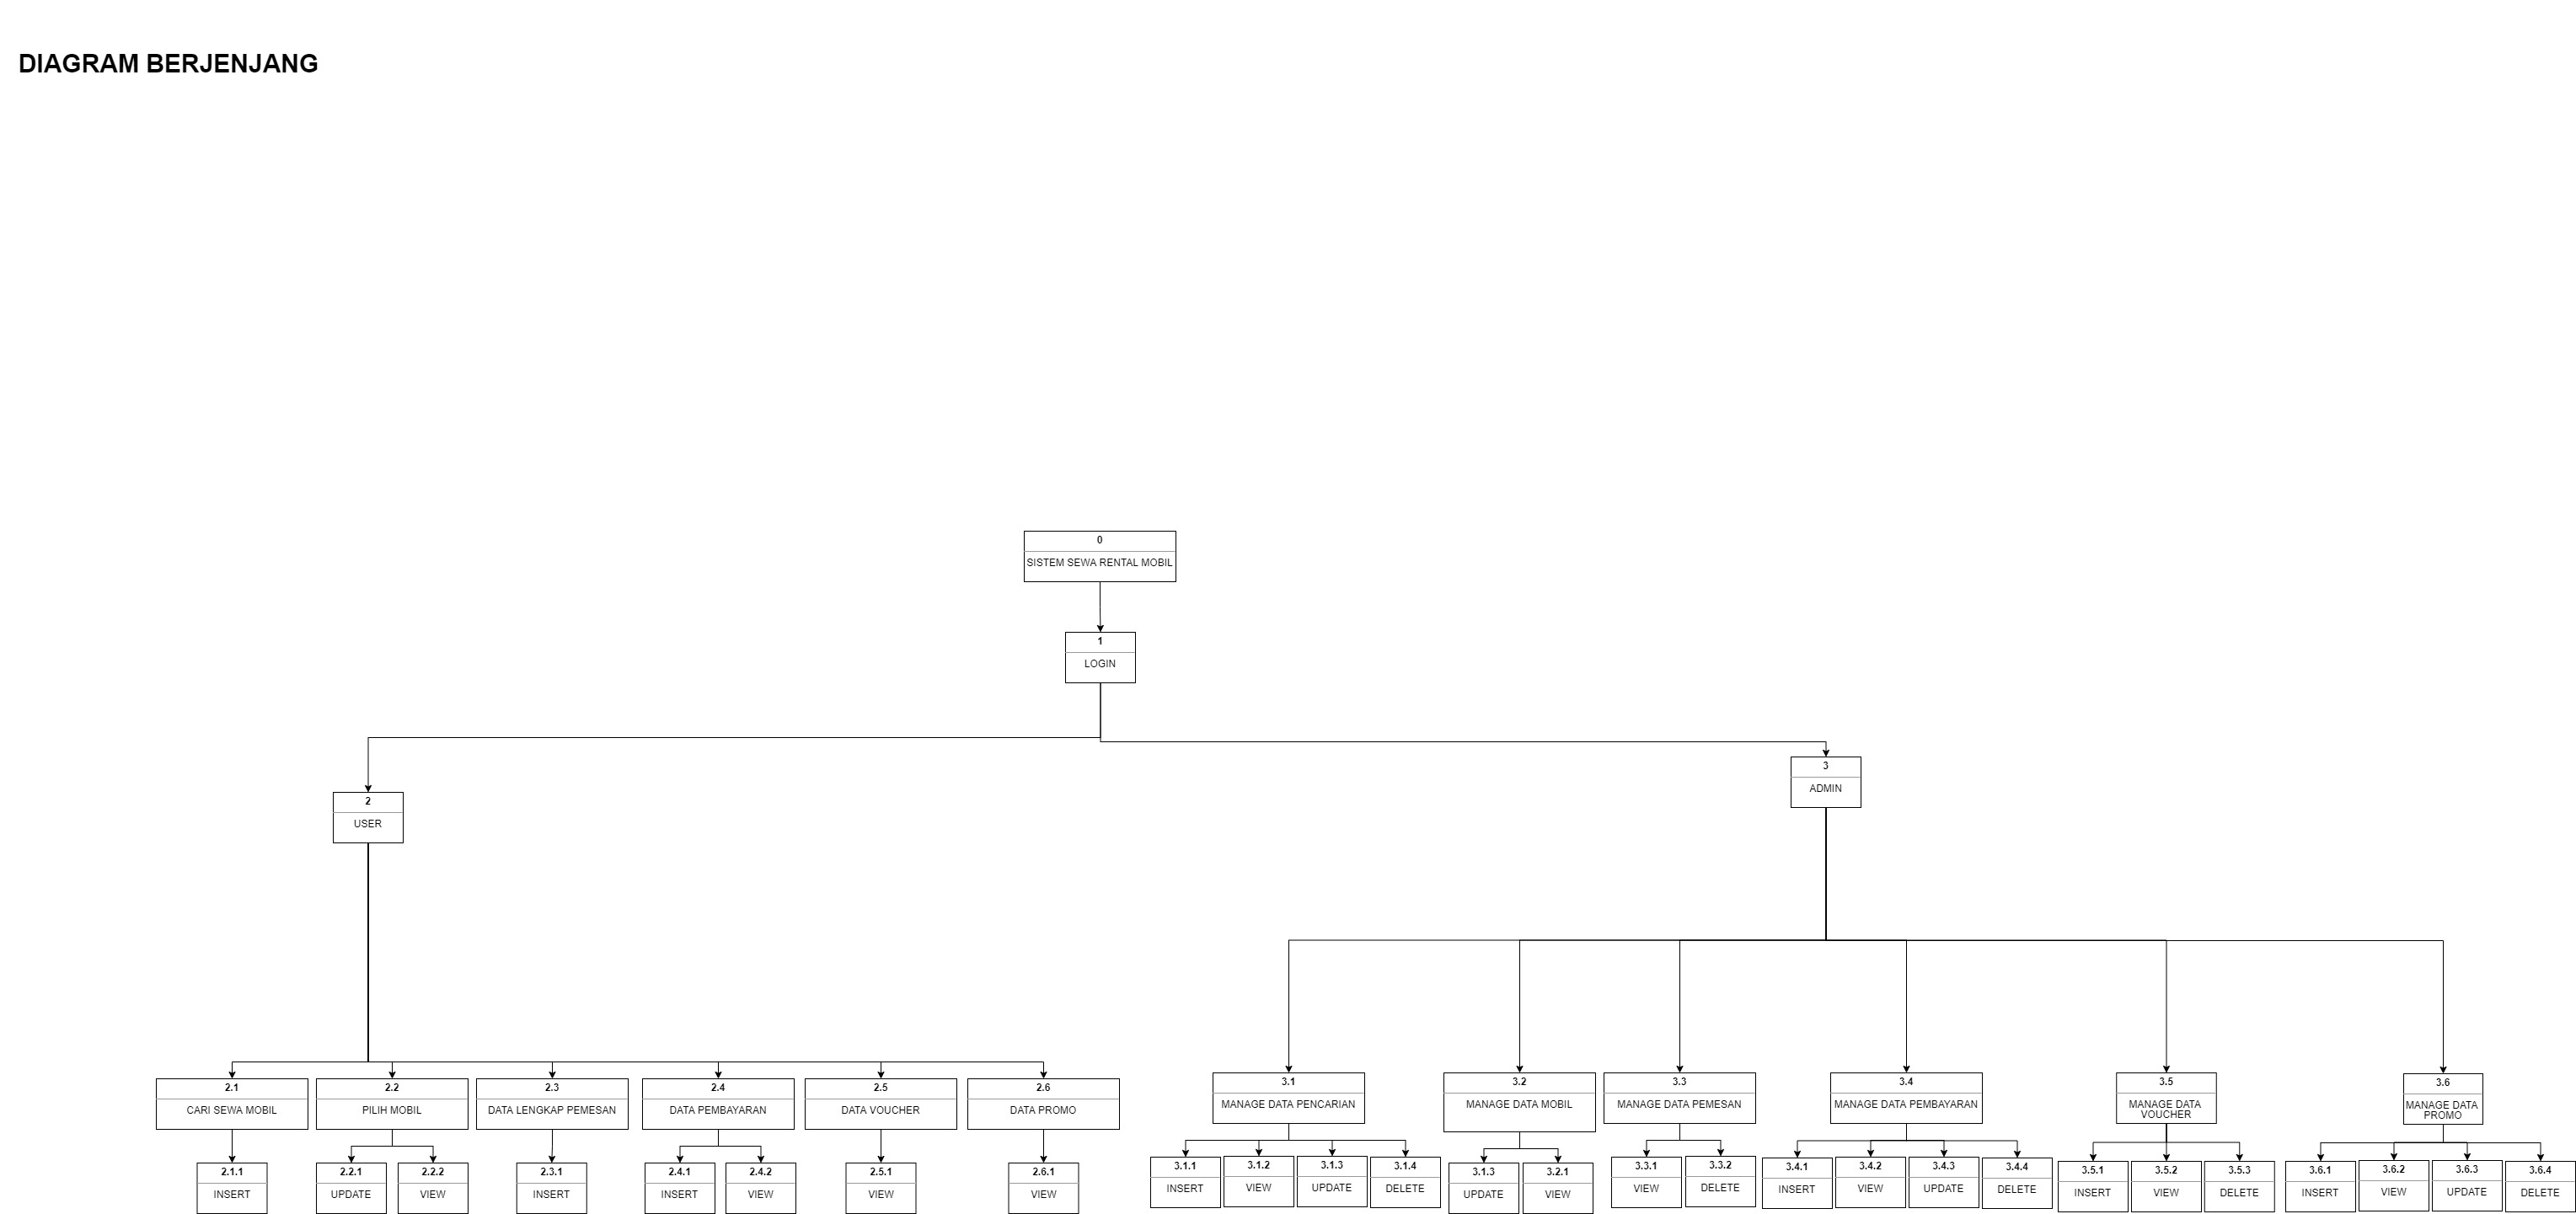 DIAGRAM BERJENJANG
0
SISTEM SEWA RENTAL MOBIL
1
LOGIN
2
USER
3
ADMIN
2.1
CARI SEWA MOBIL
2.2
PILIH MOBIL
2.3
DATA LENGKAP PEMESAN
2.4
DATA PEMBAYARAN
2.5
DATA VOUCHER
2.6
DATA PROMO
2.1.1
INSERT
2.2.1
UPDATE
2.2.2
VIEW
2.3.1
INSERT
2.4.1
INSERT
2.4.2
VIEW
2.5.1
VIEW
2.6.1
VIEW
3.1
MANAGE DATA PENCARIAN
3.2
MANAGE DATA MOBIL
3.3
MANAGE DATA PEMESAN
3.4
MANAGE DATA PEMBAYARAN
3.5
MANAGE DATA
VOUCHER
3.6
MANAGE DATA
PROMO
3.1.1
INSERT
3.1.2
VIEW
3.1.3
UPDATE
3.1.4
DELETE
3.1.3
UPDATE
3.2.1
VIEW
3.3.1
VIEW
3.3.2
DELETE
3.4.1
INSERT
3.4.2
VIEW
3.4.3
UPDATE
3.4.4
DELETE
3.5.1
INSERT
3.5.2
VIEW
3.5.3
DELETE
3.6.1
INSERT
3.6.2
VIEW
3.6.3
UPDATE
3.6.4
DELETE